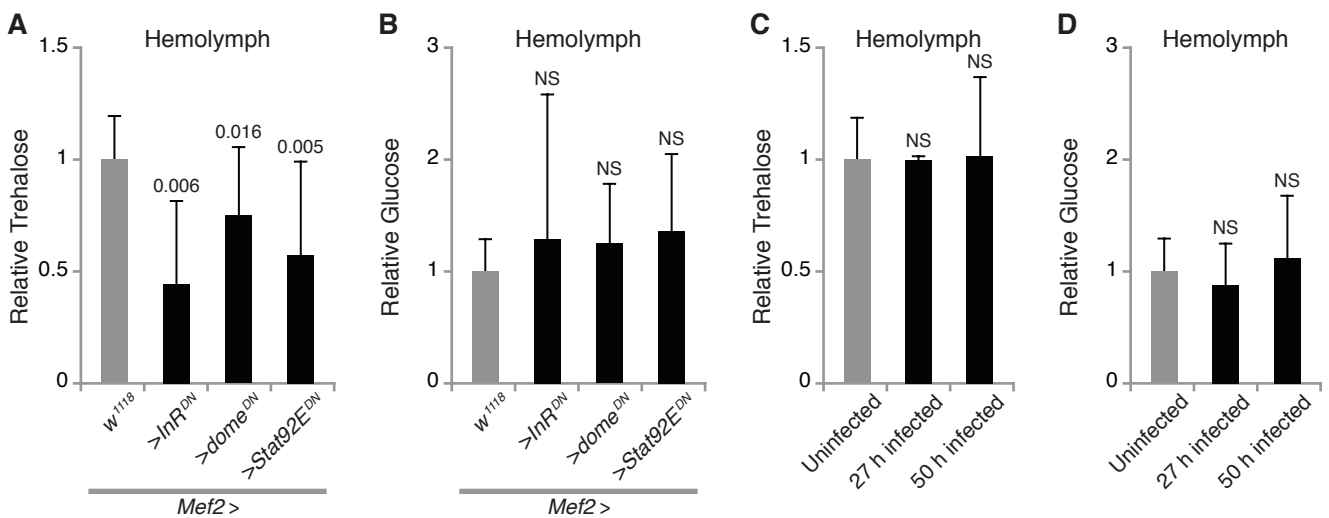 A
Hemolymph
Relative Trehalose
1.5
1
0.5
0
0.006
0.016
0.005
w¹¹¹⁸
>InRᴰᴺ
>domeᴰᴺ
>Stat92Eᴰᴺ
Mef2 >
B
Hemolymph
Relative Glucose
3
2
1
0
NS
NS
NS
w¹¹¹⁸
>InRᴰᴺ
>domeᴰᴺ
>Stat92Eᴰᴺ
Mef2 >
C
Hemolymph
Relative Trehalose
1.5
1
0.5
0
NS
NS
Uninfected
27 h infected
50 h infected
D
Hemolymph
Relative Glucose
3
2
1
0
NS
NS
Uninfected
27 h infected
50 h infected